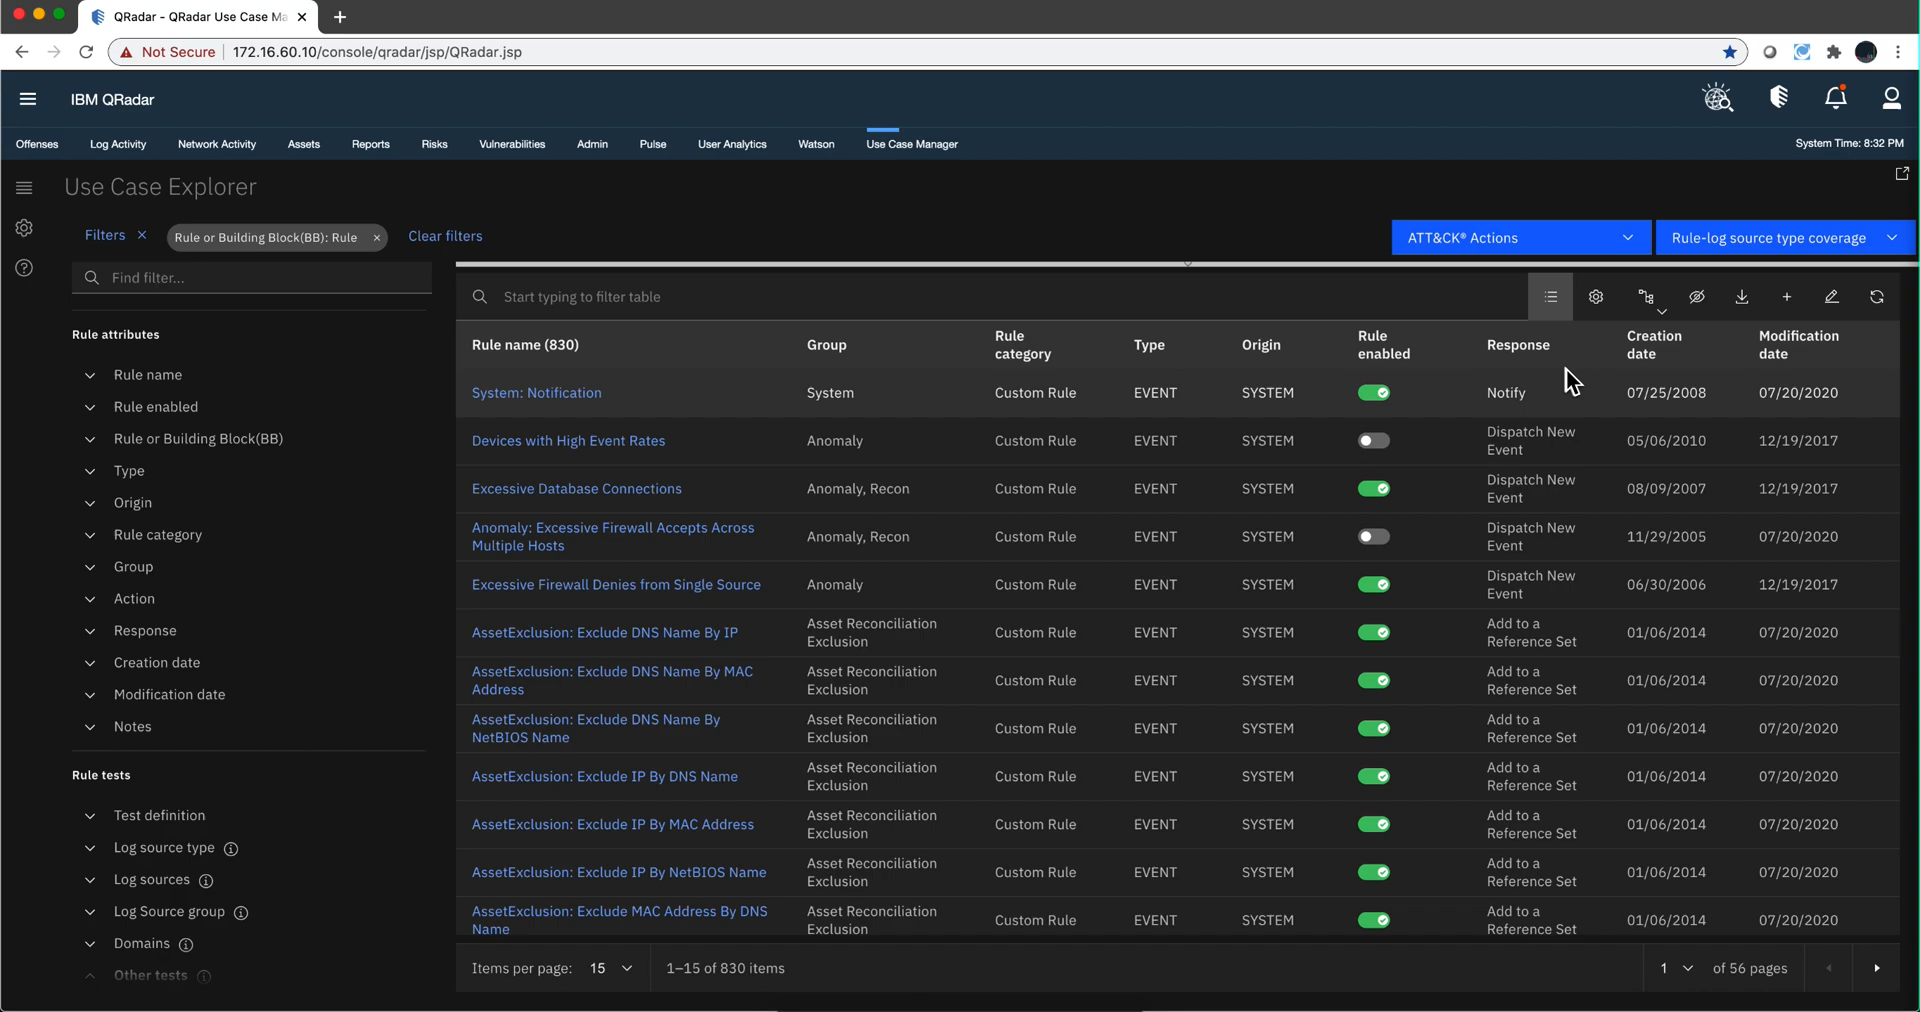 QRadar - QRadar Use Case Ma
Not Secure 172.16.60.10/console/qradar/jsp/QRadar.jsp
IBM QRadar
Offenses Log Activity Network Activity Assets Reports Risks Vulnerabilities Admin Pulse User Analytics Watson Use Case Manager System Time: 8:32 PM
Use Case Explorer
Filters Rule or Building Block(BB): Rule Clear filters ATT&CK® Actions Rule-log source type coverage
Find filter...
Rule attributes
Rule name
Rule enabled
Rule or Building Block(BB)
Type
Origin
Rule category
Group
Action
Response
Creation date
Modification date
Notes
Rule tests
Test definition
Log source type
Log sources
Log Source group
Domains
Other tests
Start typing to filter table
Rule name (830) Group Rule category Type Origin Rule enabled Response Creation date Modification date
System: Notification System Custom Rule EVENT SYSTEM Notify 07/25/2008 07/20/2020
Devices with High Event Rates Anomaly Custom Rule EVENT SYSTEM Dispatch New Event 05/06/2010 12/19/2017
Excessive Database Connections Anomaly, Recon Custom Rule EVENT SYSTEM Dispatch New Event 08/09/2007 12/19/2017
Anomaly: Excessive Firewall Accepts Across Multiple Hosts Anomaly, Recon Custom Rule EVENT SYSTEM Dispatch New Event 11/29/2005 07/20/2020
Excessive Firewall Denies from Single Source Anomaly Custom Rule EVENT SYSTEM Dispatch New Event 06/30/2006 12/19/2017
AssetExclusion: Exclude DNS Name By IP Asset Reconciliation Exclusion Custom Rule EVENT SYSTEM Add to a Reference Set 01/06/2014 07/20/2020
AssetExclusion: Exclude DNS Name By MAC Address Asset Reconciliation Exclusion Custom Rule EVENT SYSTEM Add to a Reference Set 01/06/2014 07/20/2020
AssetExclusion: Exclude DNS Name By NetBIOS Name Asset Reconciliation Exclusion Custom Rule EVENT SYSTEM Add to a Reference Set 01/06/2014 07/20/2020
AssetExclusion: Exclude IP By DNS Name Asset Reconciliation Exclusion Custom Rule EVENT SYSTEM Add to a Reference Set 01/06/2014 07/20/2020
AssetExclusion: Exclude IP By MAC Address Asset Reconciliation Exclusion Custom Rule EVENT SYSTEM Add to a Reference Set 01/06/2014 07/20/2020
AssetExclusion: Exclude IP By NetBIOS Name Asset Reconciliation Exclusion Custom Rule EVENT SYSTEM Add to a Reference Set 01/06/2014 07/20/2020
AssetExclusion: Exclude MAC Address By DNS Name Asset Reconciliation Exclusion Custom Rule EVENT SYSTEM Add to a Reference Set 01/06/2014 07/20/2020
Items per page: 15 1–15 of 830 items 1 of 56 pages